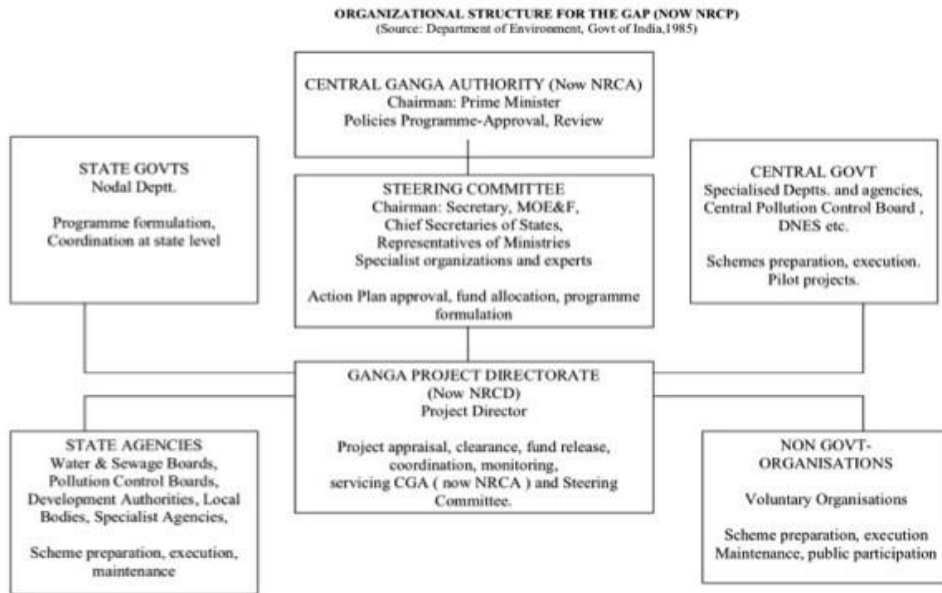 ORGANIZATIONAL STRUCTURE FOR THE GAP (NOW NRCP)
(Source: Department of Environment, Govt of India,1985)
CENTRAL GANGA AUTHORITY (Now NRCA)
Chairman: Prime Minister
Policies Programme-Approval, Review
STATE GOVTS
Nodal Deptt.
Programme formulation,
Coordination at state level
STEERING COMMITTEE
Chairman: Secretary, MOE&F,
Chief Secretaries of States,
Representatives of Ministries
Specialist organizations and experts
Action Plan approval, fund allocation, programme
formulation
CENTRAL GOVT
Specialised Deptts. and agencies,
Central Pollution Control Board ,
DNES etc.
Schemes preparation, execution.
Pilot projects.
GANGA PROJECT DIRECTORATE
(Now NRCD)
Project Director
Project appraisal, clearance, fund release,
coordination, monitoring,
servicing CGA ( now NRCA ) and Steering
Committee.
STATE AGENCIES
Water & Sewage Boards,
Pollution Control Boards,
Development Authorities, Local
Bodies, Specialist Agencies,
Scheme preparation, execution,
maintenance
NON GOVT-
ORGANISATIONS
Voluntary Organisations
Scheme preparation, execution
Maintenance, public participation